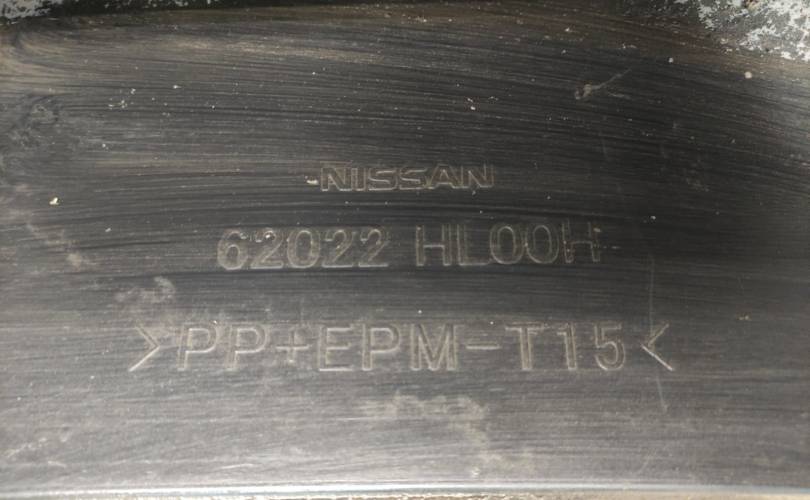 NISSAN
62022 HL00H
>PP+EPM-T15<